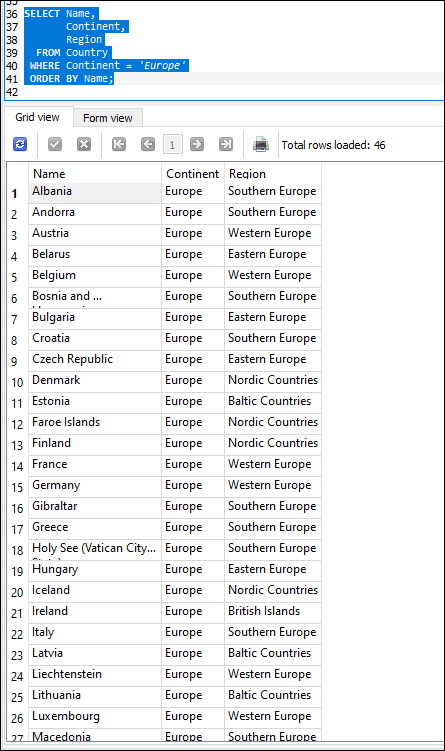 35
36 SELECT Name,
37 Continent,
38 Region
39 FROM Country
40 WHERE Continent = 'Europe'
41 ORDER BY Name;
42
Grid view Form view
1 Total rows loaded: 46
Name Continent Region
1 Albania Europe Southern Europe
2 Andorra Europe Southern Europe
3 Austria Europe Western Europe
4 Belarus Europe Eastern Europe
5 Belgium Europe Western Europe
6 Bosnia and ... Europe Southern Europe
7 Bulgaria Europe Eastern Europe
8 Croatia Europe Southern Europe
9 Czech Republic Europe Eastern Europe
10 Denmark Europe Nordic Countries
11 Estonia Europe Baltic Countries
12 Faroe Islands Europe Nordic Countries
13 Finland Europe Nordic Countries
14 France Europe Western Europe
15 Germany Europe Western Europe
16 Gibraltar Europe Southern Europe
17 Greece Europe Southern Europe
18 Holy See (Vatican City... Europe Southern Europe
19 Hungary Europe Eastern Europe
20 Iceland Europe Nordic Countries
21 Ireland Europe British Islands
22 Italy Europe Southern Europe
23 Latvia Europe Baltic Countries
24 Liechtenstein Europe Western Europe
25 Lithuania Europe Baltic Countries
26 Luxembourg Europe Western Europe
27 Macedonia Europe Southern Europe